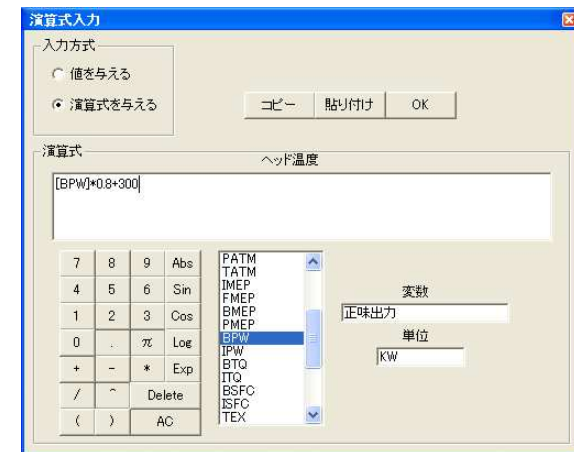 演算式入力
入力方式
値を与える
演算式を与える
コピー 貼り付け OK
演算式
ヘッド温度
[BPW]*0.8+300
7 8 9 Abs
4 5 6 Sin
1 2 3 Cos
0 . π Log
+ - * Exp
/ ^ Delete
( ) AC
PATM
TATM
IMEP
FMEP
BMEP
PMEP
BPW
IPW
BTQ
ITQ
BSFC
ISFC
TEX
変数
正味出力
単位
KW